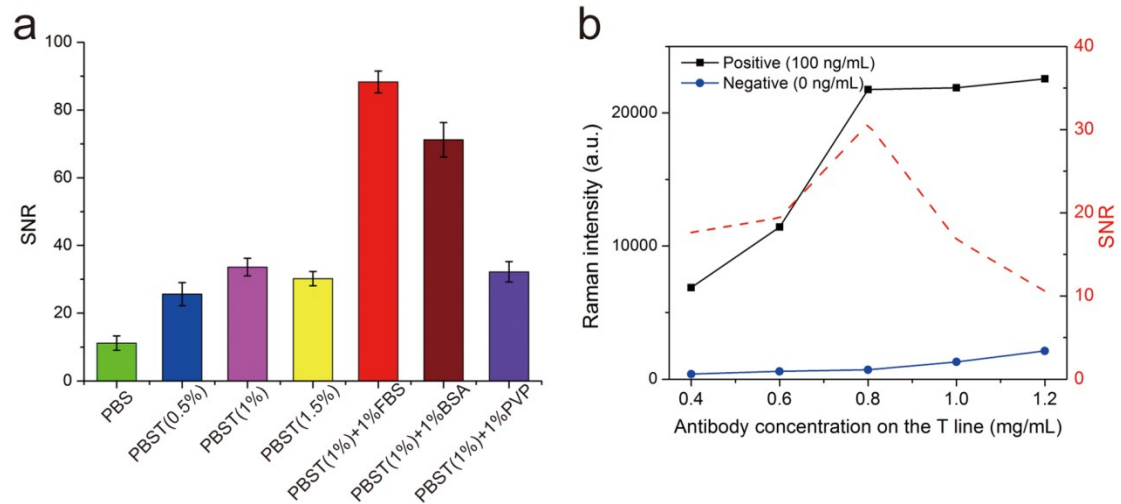 a
100
80
60
40
20
0
SNR
PBS
PBST(0.5%)
PBST(1%)
PBST(1.5%)
PBST(1%)+1%FBS
PBST(1%)+1%BSA
PBST(1%)+1%PVP
b
Positive (100 ng/mL)
Negative (0 ng/mL)
20000
10000
0
Raman intensity (a.u.)
40
30
20
10
0
SNR
0.4 0.6 0.8 1.0 1.2
Antibody concentration on the T line (mg/mL)